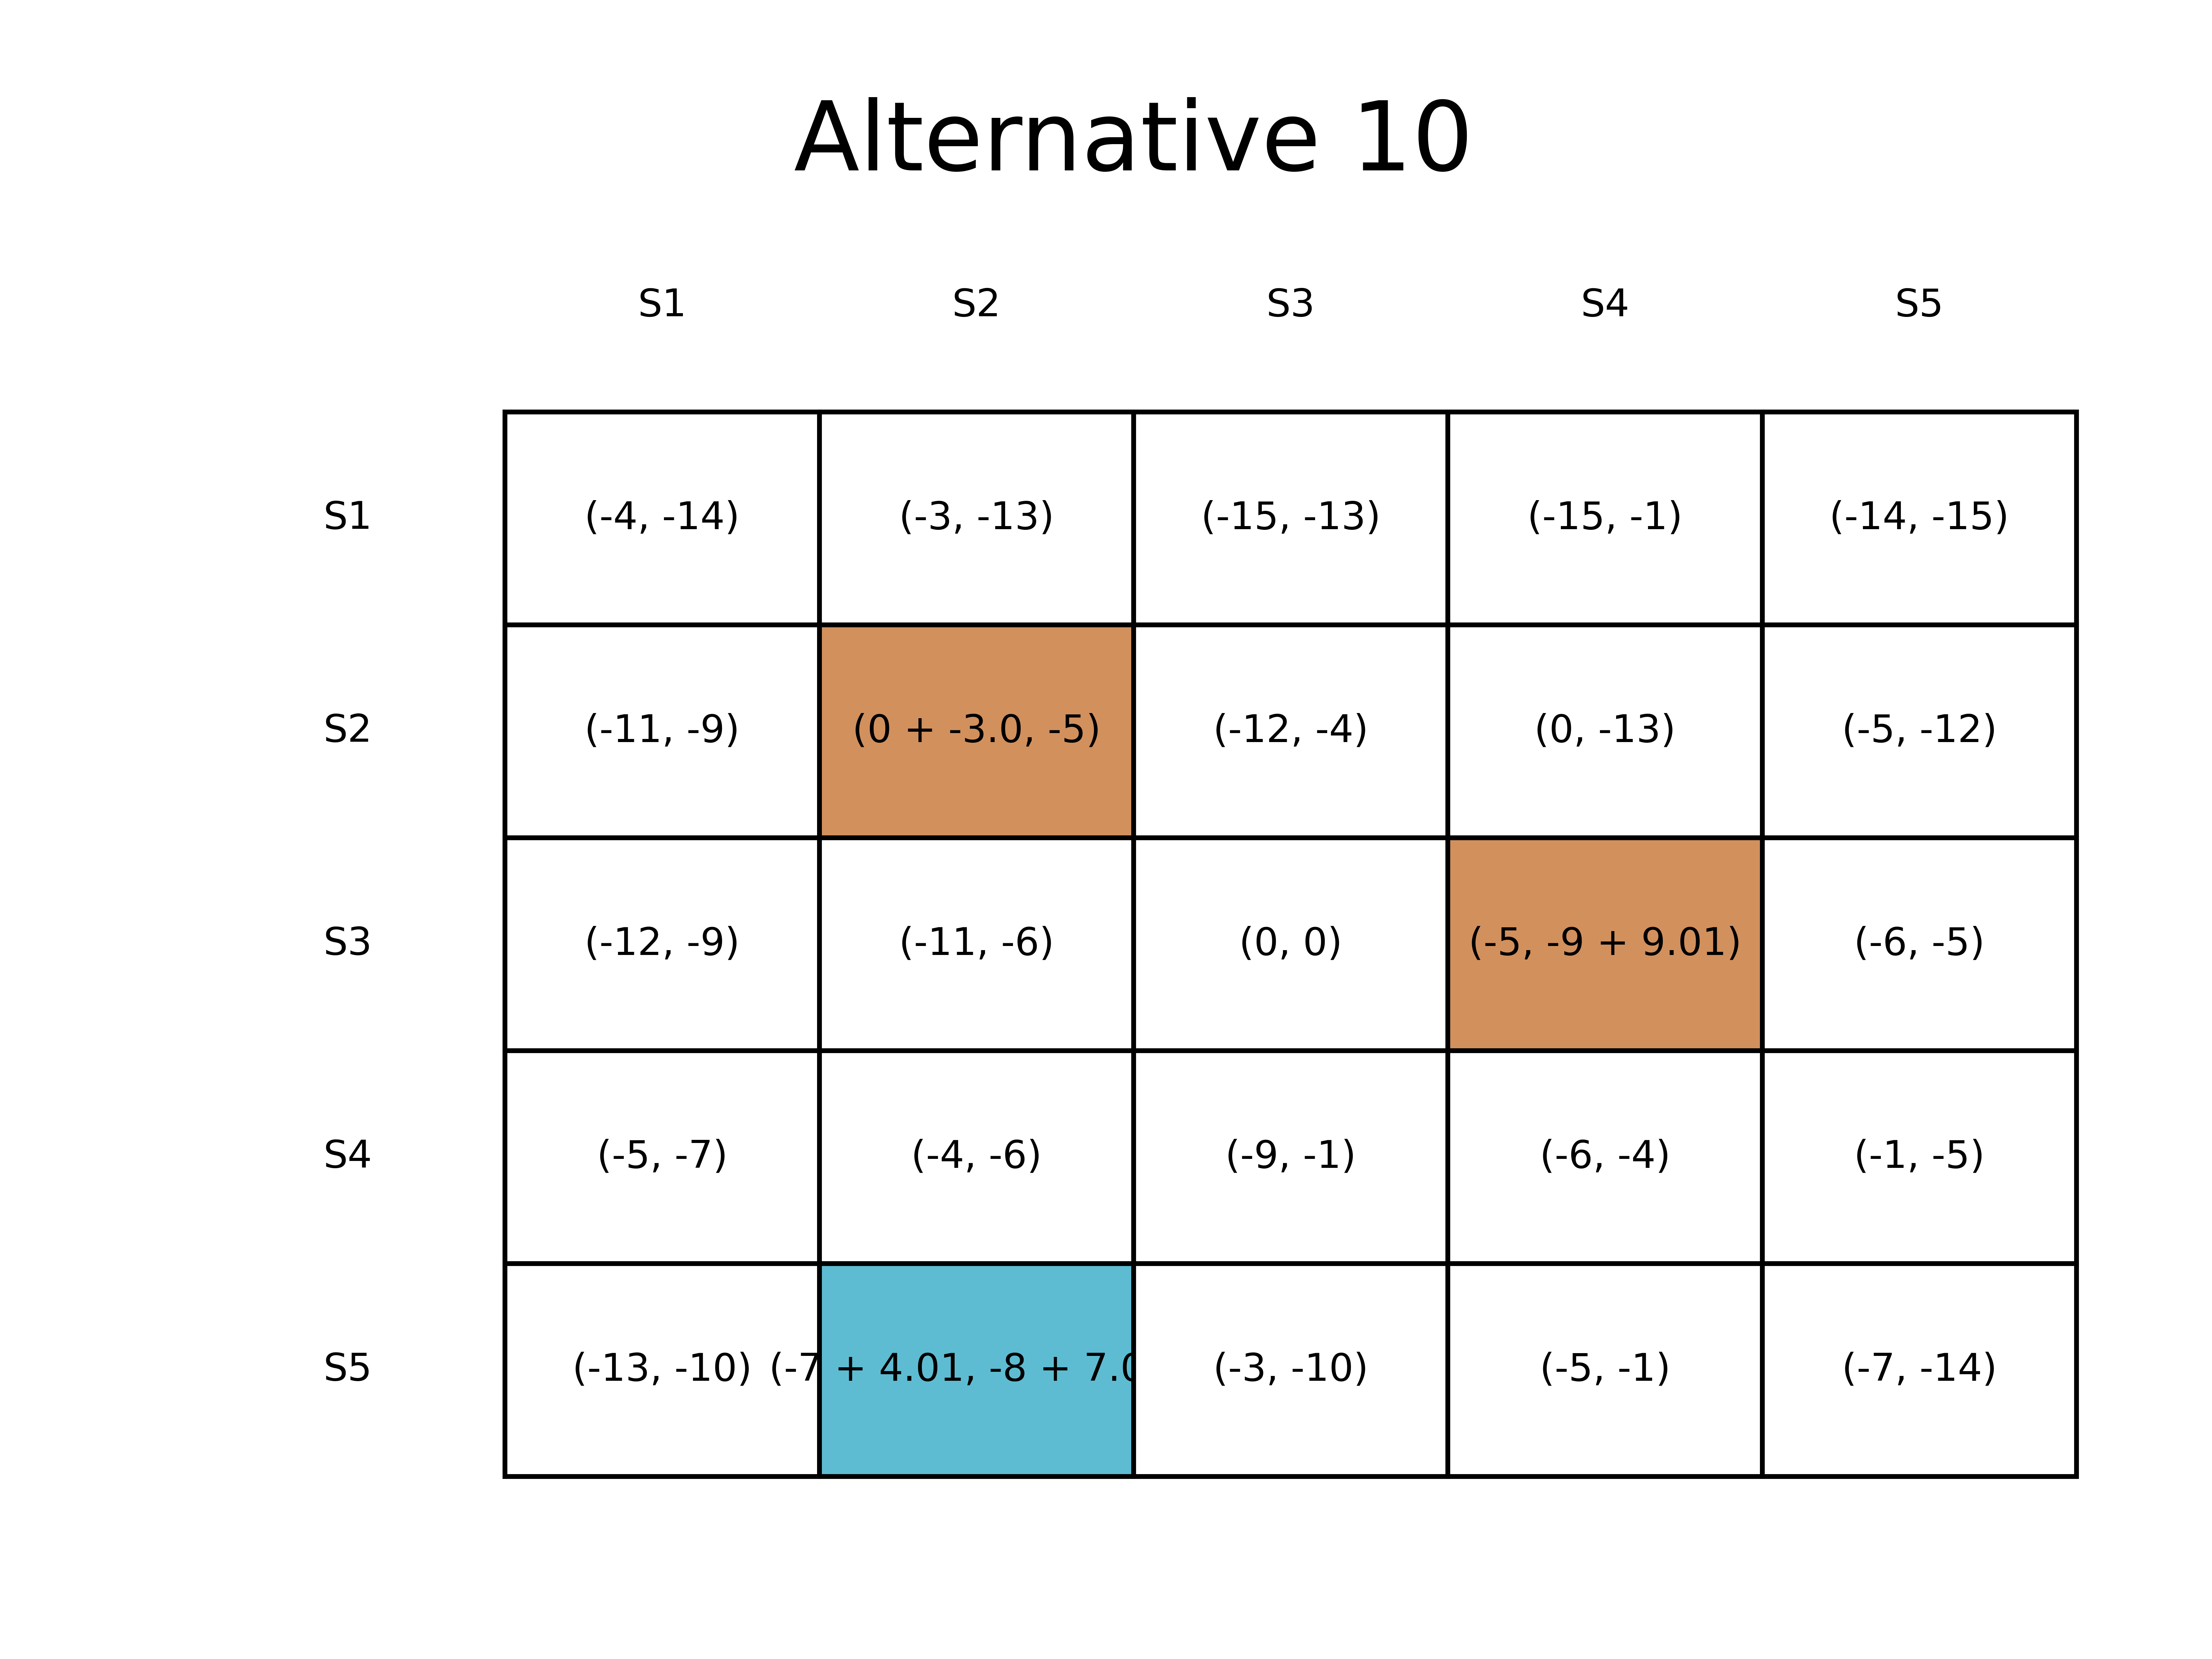 Alternative 10
S1 S2 S3 S4 S5
S1 (-4, -14) (-3, -13) (-15, -13) (-15, -1) (-14, -15)
S2 (-11, -9) (0 + -3.0, -5) (-12, -4) (0, -13) (-5, -12)
S3 (-12, -9) (-11, -6) (0, 0) (-5, -9 + 9.01) (-6, -5)
S4 (-5, -7) (-4, -6) (-9, -1) (-6, -4) (-1, -5)
S5 (-13, -10) (-7 + 4.01, -8 + 7.0 (-3, -10) (-5, -1) (-7, -14)